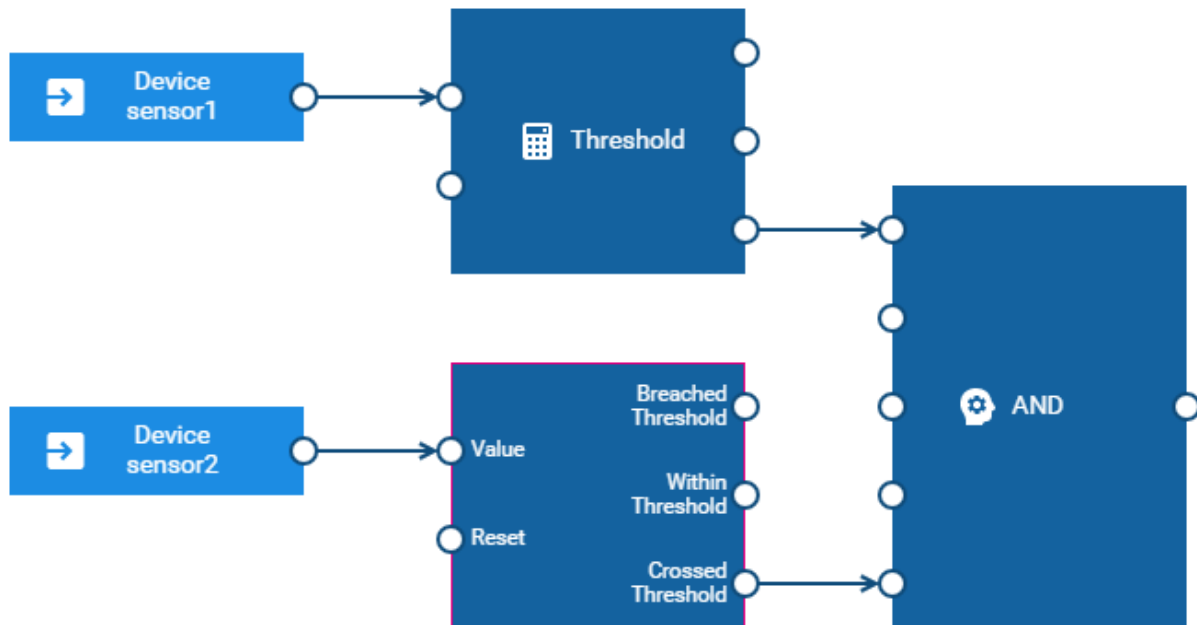 Device
sensor1
Threshold
AND
Device
sensor2
Value
Reset
Breached
Threshold
Within
Threshold
Crossed
Threshold